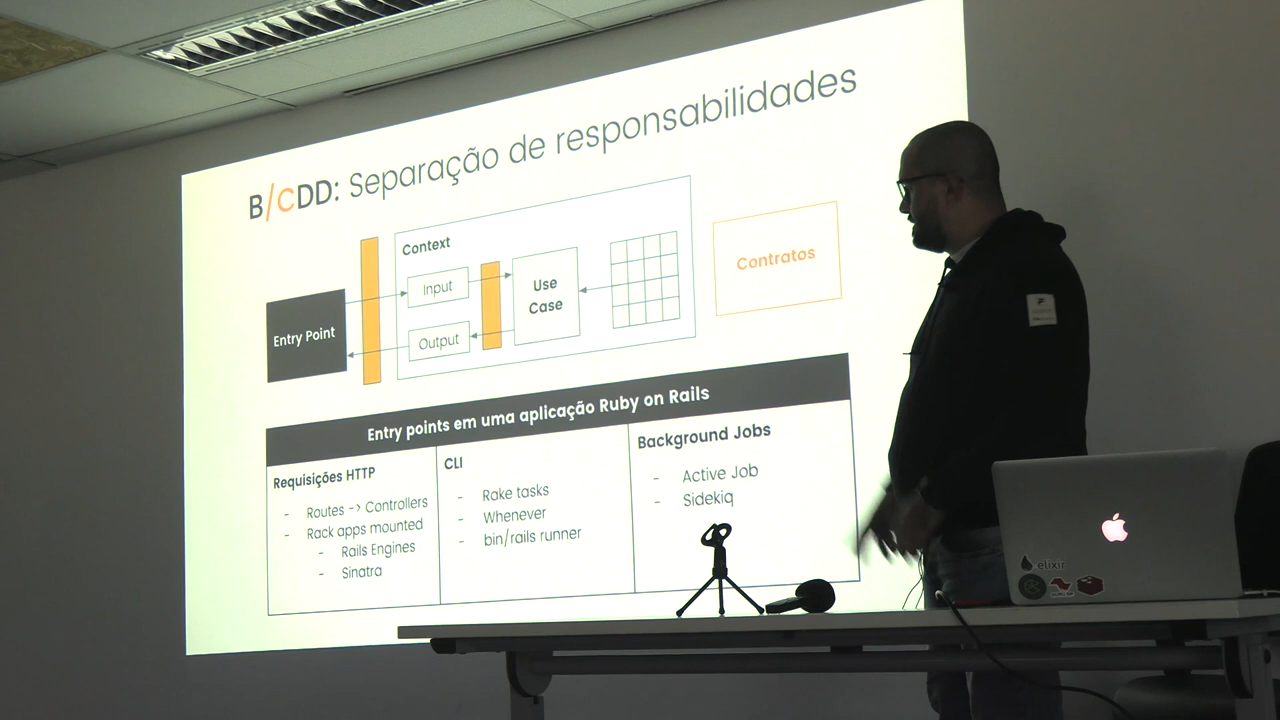 B/CDD: Separação de responsabilidades
Context
Input
Use
Case
Output
Entry Point
Contratos
Entry points em uma aplicação Ruby on Rails
Requisições HTTP
- Routes -> Controllers
- Rack apps mounted
- Rails Engines
- Sinatra
CLI
- Rake tasks
- Whenever
- bin/rails runner
Background Jobs
- Active Job
- Sidekiq
elixir